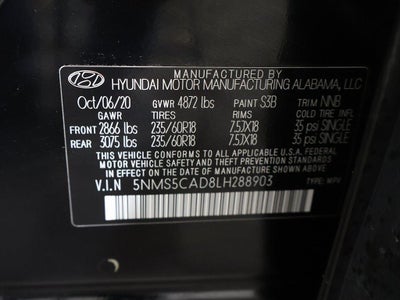 MANUFACTURED BY
HYUNDAI MOTOR MANUFACTURING ALABAMA, LLC
Oct/06/20 GVWR 4872 lbs PAINT S3B TRIM NNB
GAWR TIRES RIMS COLD TIRE INFL
FRONT 2866 lbs 235/60R18 7.5JX18 35 psi SINGLE
REAR 3075 lbs 235/60R18 7.5JX18 35 psi SINGLE
THIS VEHICLE CONFORMS TO ALL APPLICABLE U.S.A FEDERAL
MOTOR VEHICLE SAFETY AND THEFT PREVENTION STANDARDS
IN EFFECT ON THE DATE OF MANUFACTURE SHOWN ABOVE.
V.I.N 5NMS5CAD8LH288903 TYPE: MPV